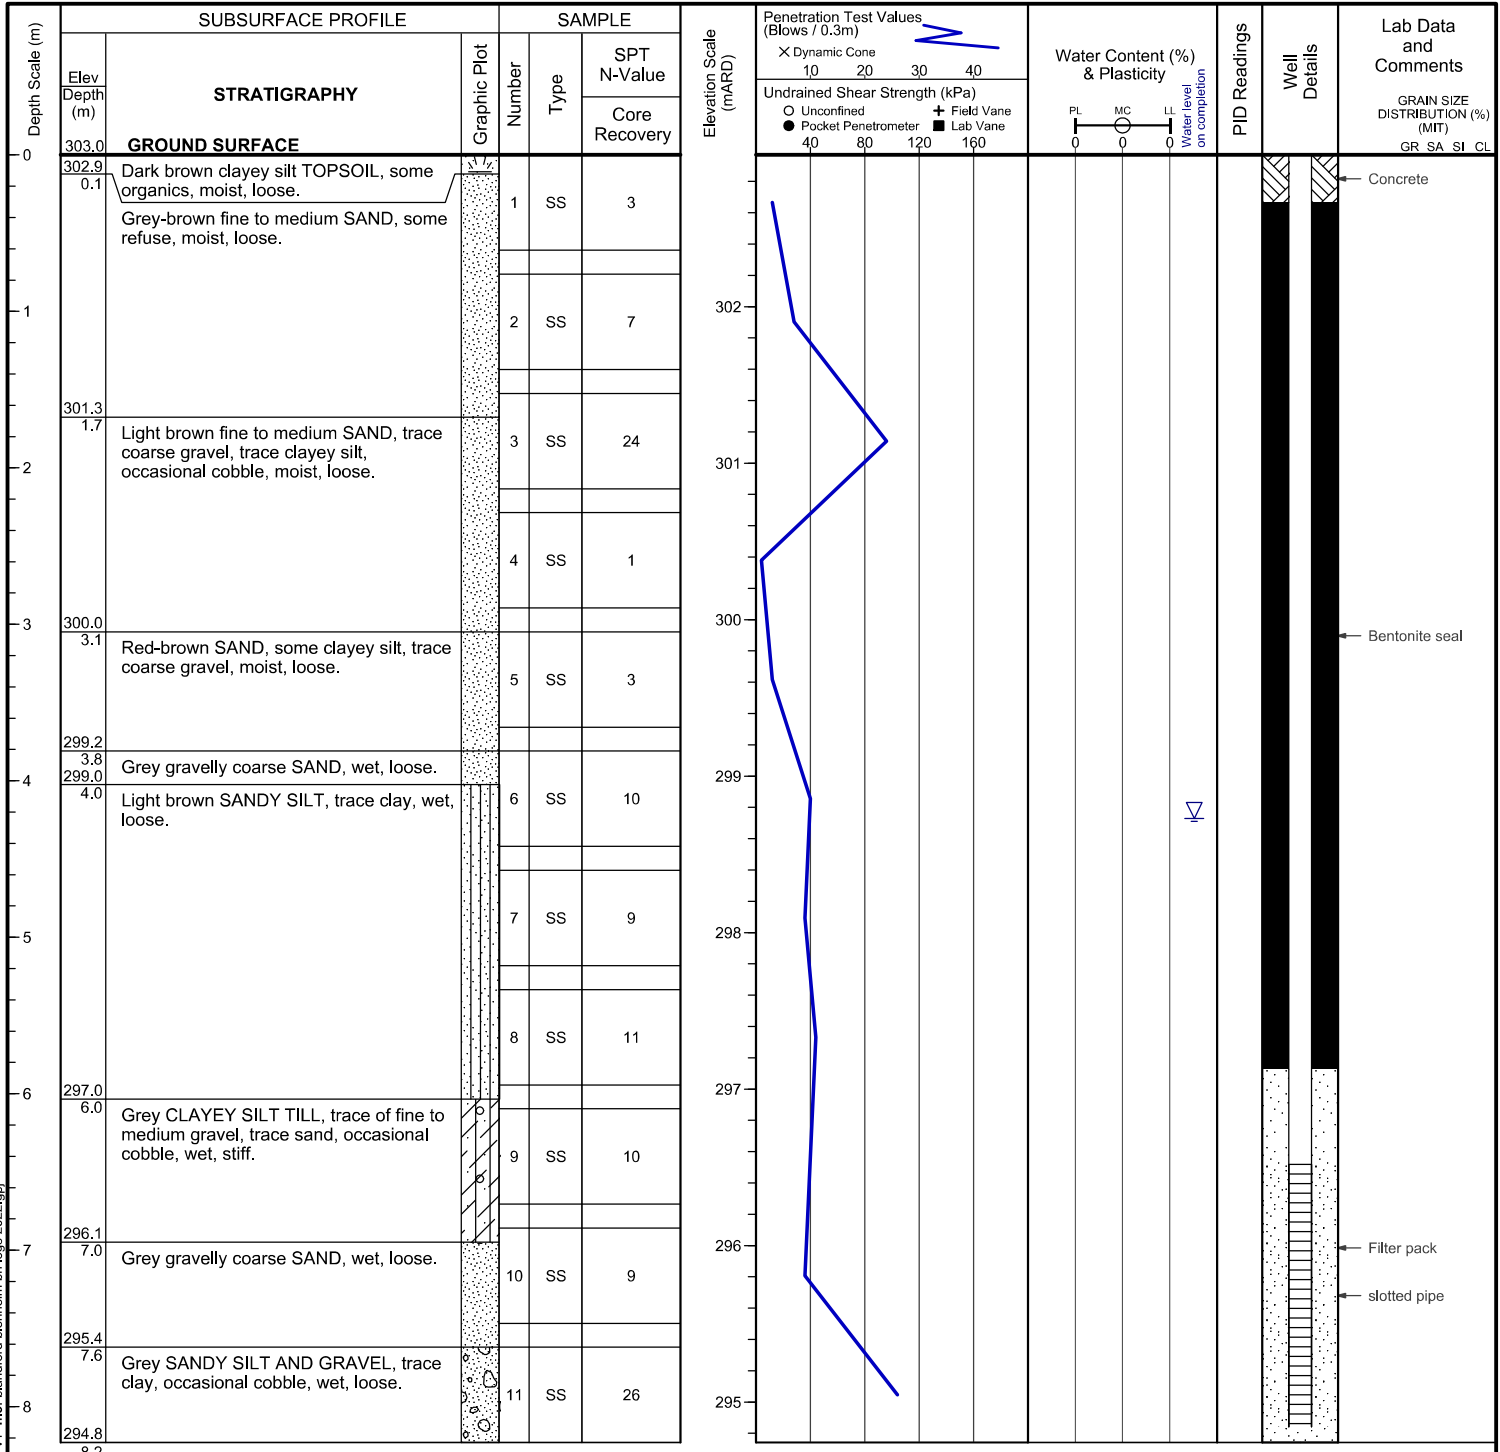 SUBSURFACE PROFILE
SAMPLE
Depth Scale (m)
Elev
Depth
(m)
STRATIGRAPHY
Graphic Plot
Number
Type
SPT
N-Value
Core
Recovery
Elevation Scale
(mARD)
Penetration Test Values
(Blows / 0.3m)
Dynamic Cone
10 20 30 40
Undrained Shear Strength (kPa)
Unconfined
Field Vane
Pocket Penetrometer
Lab Vane
40 80 120 160
Water Content (%)
& Plasticity
PL MC LL
0 0 0
Water level
on completion
PID Readings
Well
Details
Lab Data
and
Comments
GRAIN SIZE
DISTRIBUTION (%)
(MIT)
GR SA SI CL
303.0 GROUND SURFACE
0
302.9
0.1
Dark brown clayey silt TOPSOIL, some
organics, moist, loose.
Grey-brown fine to medium SAND, some
refuse, moist, loose.
1 SS 3
Concrete
1
2 SS 7
302
301.3
1.7
Light brown fine to medium SAND, trace
coarse gravel, trace clayey silt,
occasional cobble, moist, loose.
3 SS 24
2
301
4 SS 1
3
300.0
3.1
Red-brown SAND, some clayey silt, trace
coarse gravel, moist, loose.
5 SS 3
300
Bentonite seal
299.2
3.8
Grey gravelly coarse SAND, wet, loose.
299.0
4.0
4
Light brown SANDY SILT, trace clay, wet,
loose.
6 SS 10
299
7 SS 9
5
298
8 SS 11
297.0
6.0
6
297
Grey CLAYEY SILT TILL, trace of fine to
medium gravel, trace sand, occasional
cobble, wet, stiff.
9 SS 10
296.1
7.0
7
Grey gravelly coarse SAND, wet, loose.
10 SS 9
296
Filter pack
slotted pipe
295.4
7.6
Grey SANDY SILT AND GRAVEL, trace
clay, occasional cobble, wet, loose.
11 SS 26
8
295
294.8